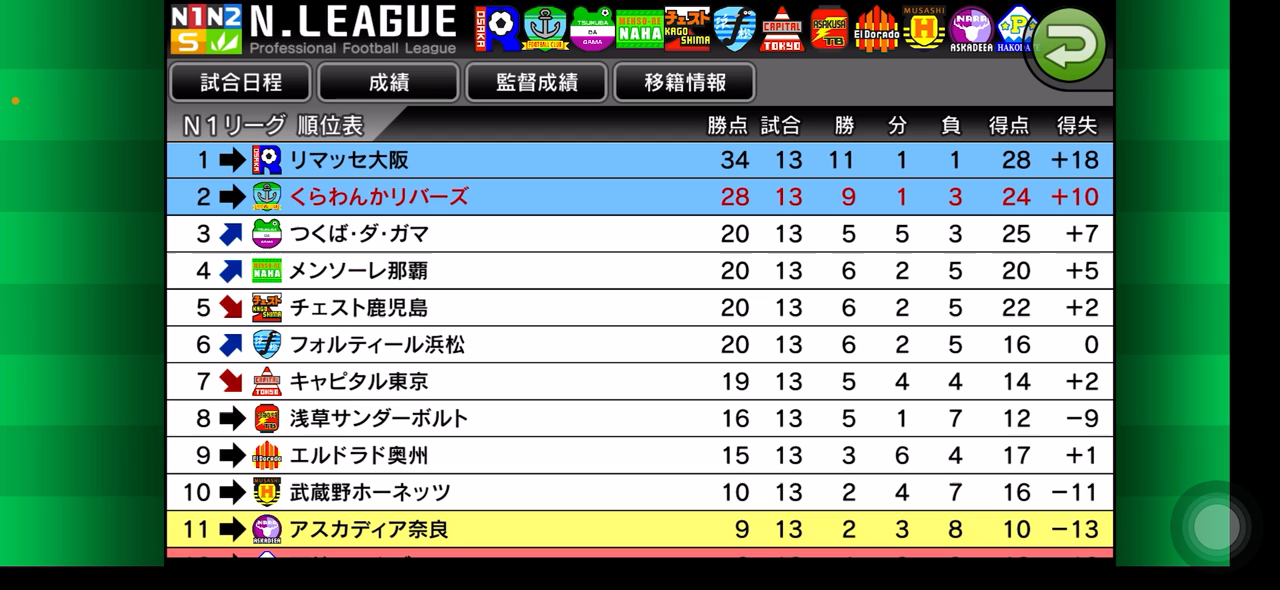 N1 N2 S N. LEAGUE
Professional Football League
OSAKA R FOOTBALL CLUB TSUKUBA DA GAMA MENSO-RE NAHA チェスト KAGOSHIMA CAPITAL TOKYO ASAKUSA TB El Dorado MUSASHI H NARA ASKADEEA P
試合日程 成績 監督成績 移籍情報
N1リーグ 順位表 勝点 試合 勝 分 負 得点 得失
1 リマッセ大阪 34 13 11 1 1 28 +18
2 くらわんかリバーズ 28 13 9 1 3 24 +10
3 つくば・ダ・ガマ 20 13 5 5 3 25 +7
4 メンソーレ那覇 20 13 6 2 5 20 +5
5 チェスト鹿児島 20 13 6 2 5 22 +2
6 フォルティール浜松 20 13 6 2 5 16 0
7 キャピタル東京 19 13 5 4 4 14 +2
8 浅草サンダーボルト 16 13 5 1 7 12 −9
9 エルドラド奥州 15 13 3 6 4 17 +1
10 武蔵野ホーネッツ 10 13 2 4 7 16 −11
11 アスカディア奈良 9 13 2 3 8 10 −13